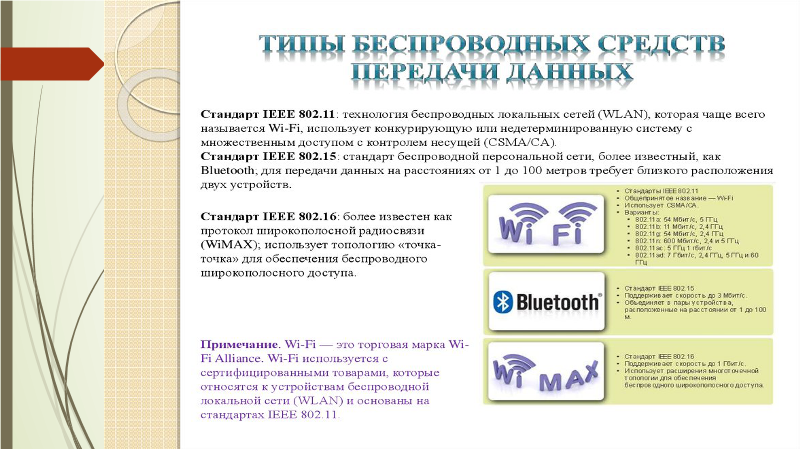 ТИПЫ БЕСПРОВОДНЫХ СРЕДСТВ
ПЕРЕДАЧИ ДАННЫХ
Стандарт IEEE 802.11: технология беспроводных локальных сетей (WLAN), которая чаще всего
называется Wi-Fi, использует конкурирующую или недетерминированную систему с
множественным доступом с контролем несущей (CSMA/CA).
Стандарт IEEE 802.15: стандарт беспроводной персональной сети, более известный, как
Bluetooth; для передачи данных на расстояниях от 1 до 100 метров требует близкого расположения
двух устройств.
Стандарт IEEE 802.16: более известен как
протокол широкополосной радиосвязи
(WiMAX); использует топологию «точка-
точка» для обеспечения беспроводного
широкополосного доступа.
Примечание. Wi-Fi — это торговая марка Wi-
Fi Alliance. Wi-Fi используется с
сертифицированными товарами, которые
относятся к устройствам беспроводной
локальной сети (WLAN) и основаны на
стандартах IEEE 802.11.
Wi Fi
• Стандарты IEEE 802.11
• Общепринятое название — Wi-Fi
• Использует CSMA/CA.
• Варианты:
• 802.11a: 54 Мбит/с, 5 ГГц
• 802.11b: 11 Мбит/с, 2,4 ГГц
• 802.11g: 54 Мбит/с, 2,4 ГГц
• 802.11n: 600 Мбит/с, 2,4 и 5 ГГц
• 802.11ac: 5 ГГц 1 гбит/с
• 802.11ad: 7 Гбит/с, 2,4 ГГц, 5 ГГц и 60
ГГц
Bluetooth
• Стандарт IEEE 802.15
• Поддерживает скорость до 3 Мбит/с.
• Объединяет в пары устройства,
расположенные на расстоянии от 1 до 100
м.
Wi MAX
• Стандарт IEEE 802.16
• Поддерживает скорость до 1 Гбит/с.
• Использует расширения многоточечной
топологии для обеспечения
беспроводного широкополосного доступа.